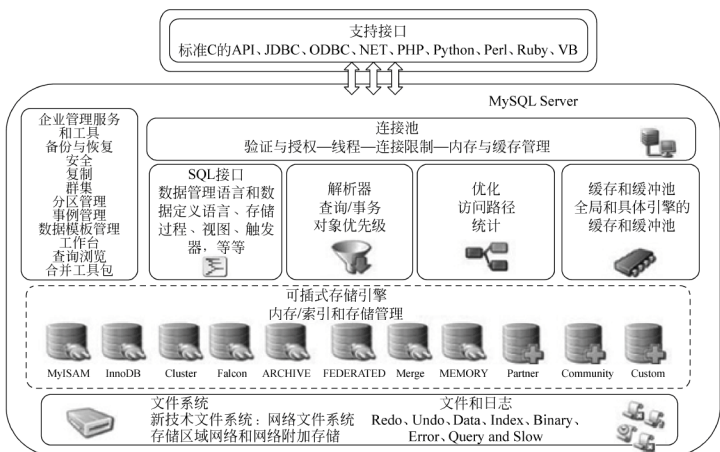 支持接口
标准C的API、JDBC、ODBC、NET、PHP、Python、Perl、Ruby、VB
MySQL Server
企业管理服务
和工具
备份与恢复
安全
复制
群集
分区管理
事例管理
数据模板管理
工作台
查询浏览
合并工具包
连接池
验证与授权—线程—连接限制—内存与缓存管理
SQL接口
数据管理语言和数
据定义语言、存储
过程、视图、触发
器，等等
解析器
查询/事务
对象优先级
优化
访问路径
统计
缓存和缓冲池
全局和具体引擎的
缓存和缓冲池
可插式存储引擎
内存/索引和存储管理
MyISAM InnoDB Cluster Falcon ARCHIVE FEDERATED Merge MEMORY Partner Community Custom
文件系统
新技术文件系统：网络文件系统
存储区域网络和网络附加存储
文件和日志
Redo、Undo、Data、Index、Binary、
Error、Query and Slow